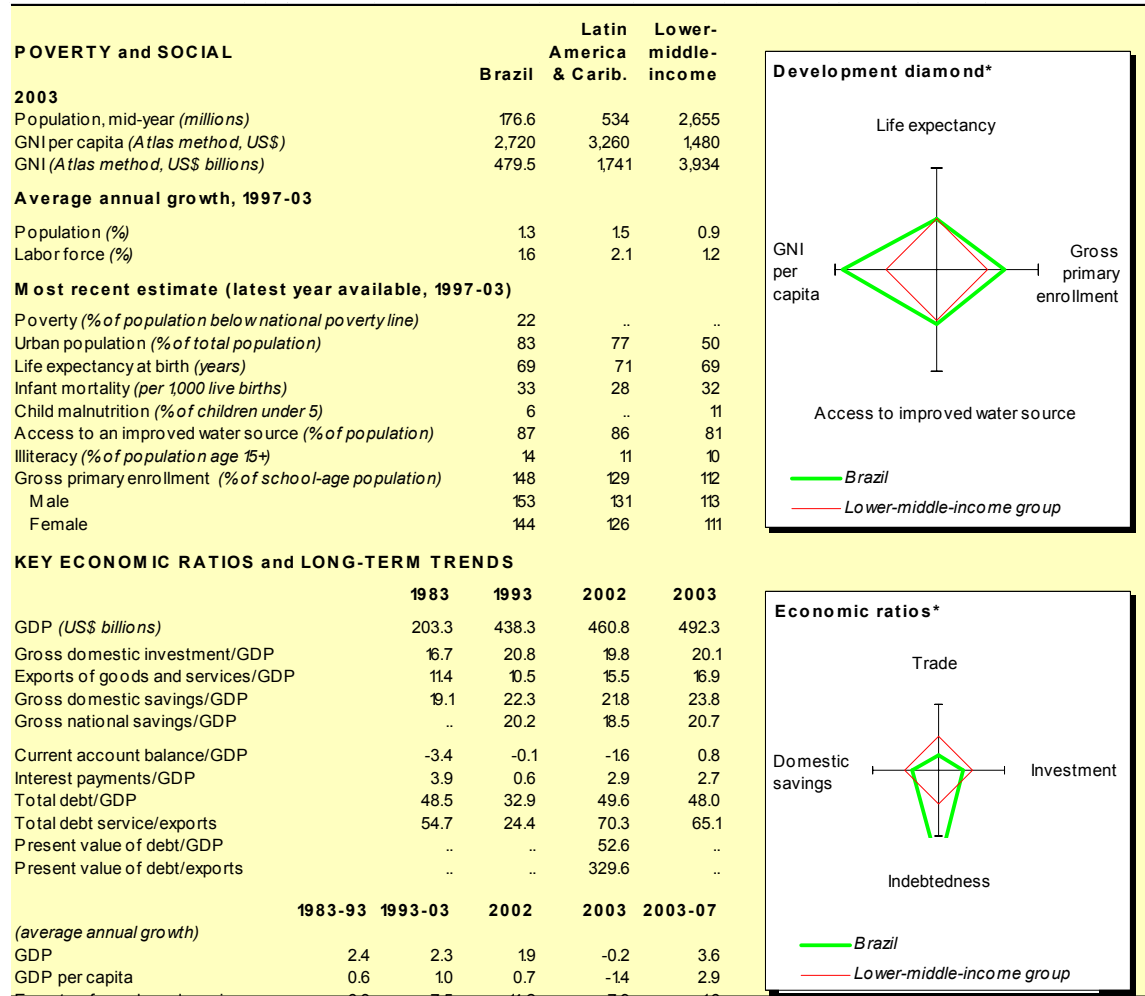 POVERTY and SOCIAL Brazil Latin America & Carib. Lower-middle-income
2003
Population, mid-year (millions) 176.6 534 2,655
GNI per capita (Atlas method, US$) 2,720 3,260 1,480
GNI (Atlas method, US$ billions) 479.5 1,741 3,934
Average annual growth, 1997-03
Population (%) 1.3 1.5 0.9
Labor force (%) 1.6 2.1 1.2
Most recent estimate (latest year available, 1997-03)
Poverty (% of population below national poverty line) 22 .. ..
Urban population (% of total population) 83 77 50
Life expectancy at birth (years) 69 71 69
Infant mortality (per 1,000 live births) 33 28 32
Child malnutrition (% of children under 5) 6 .. 11
Access to an improved water source (% of population) 87 86 81
Illiteracy (% of population age 15+) 14 11 10
Gross primary enrollment (% of school-age population) 148 129 112
Male 153 131 113
Female 144 126 111
Development diamond*
Life expectancy
GNI
per
capita
Gross
primary
enrollment
Access to improved water source
Brazil
Lower-middle-income group
KEY ECONOMIC RATIOS and LONG-TERM TRENDS
1983 1993 2002 2003
GDP (US$ billions) 203.3 438.3 460.8 492.3
Gross domestic investment/GDP 16.7 20.8 19.8 20.1
Exports of goods and services/GDP 11.4 10.5 15.5 16.9
Gross domestic savings/GDP 19.1 22.3 21.8 23.8
Gross national savings/GDP .. 20.2 18.5 20.7
Current account balance/GDP -3.4 -0.1 -1.6 0.8
Interest payments/GDP 3.9 0.6 2.9 2.7
Total debt/GDP 48.5 32.9 49.6 48.0
Total debt service/exports 54.7 24.4 70.3 65.1
Present value of debt/GDP .. .. 52.6 ..
Present value of debt/exports .. .. 329.6 ..
1983-93 1993-03 2002 2003 2003-07
(average annual growth)
GDP 2.4 2.3 1.9 -0.2 3.6
GDP per capita 0.6 1.0 0.7 -1.4 2.9
Economic ratios*
Trade
Domestic
savings
Investment
Indebtedness
Brazil
Lower-middle-income group